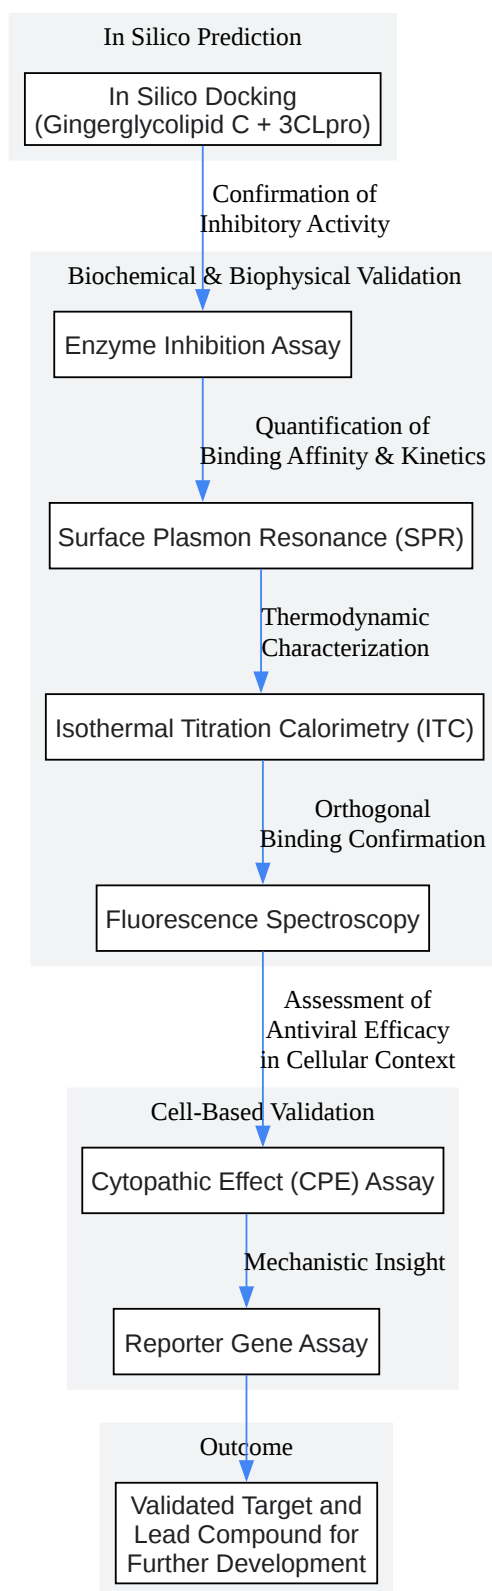 In Silico Prediction
In Silico Docking
(Gingerglycolipid C + 3CLpro)
Confirmation of
Inhibitory Activity
Biochemical & Biophysical Validation
Enzyme Inhibition Assay
Quantification of
Binding Affinity & Kinetics
Surface Plasmon Resonance (SPR)
Thermodynamic
Characterization
Isothermal Titration Calorimetry (ITC)
Orthogonal
Binding Confirmation
Fluorescence Spectroscopy
Assessment of
Antiviral Efficacy
in Cellular Context
Cell-Based Validation
Cytopathic Effect (CPE) Assay
Mechanistic Insight
Reporter Gene Assay
Outcome
Validated Target and
Lead Compound for
Further Development